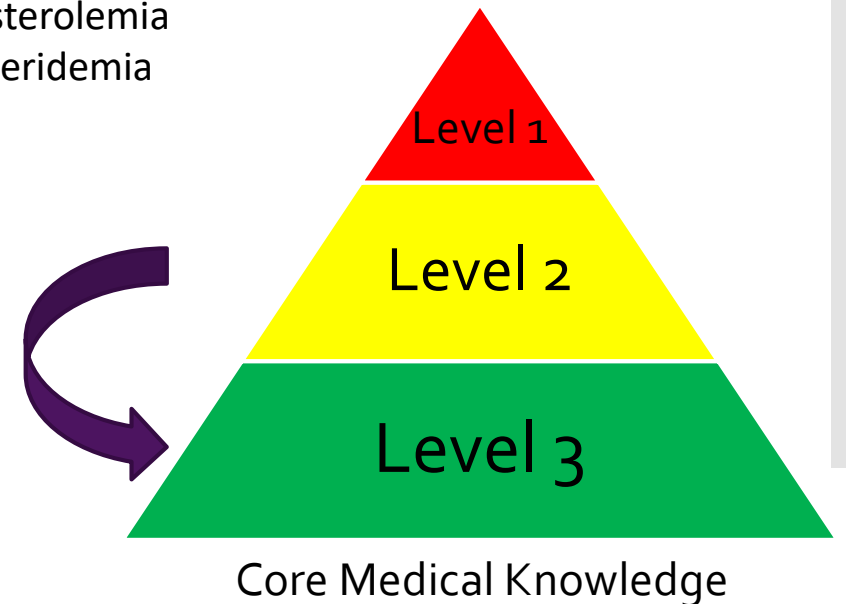 sterolemia
eridemia
Level 1
Level 2
Level 3
Core Medical Knowledge